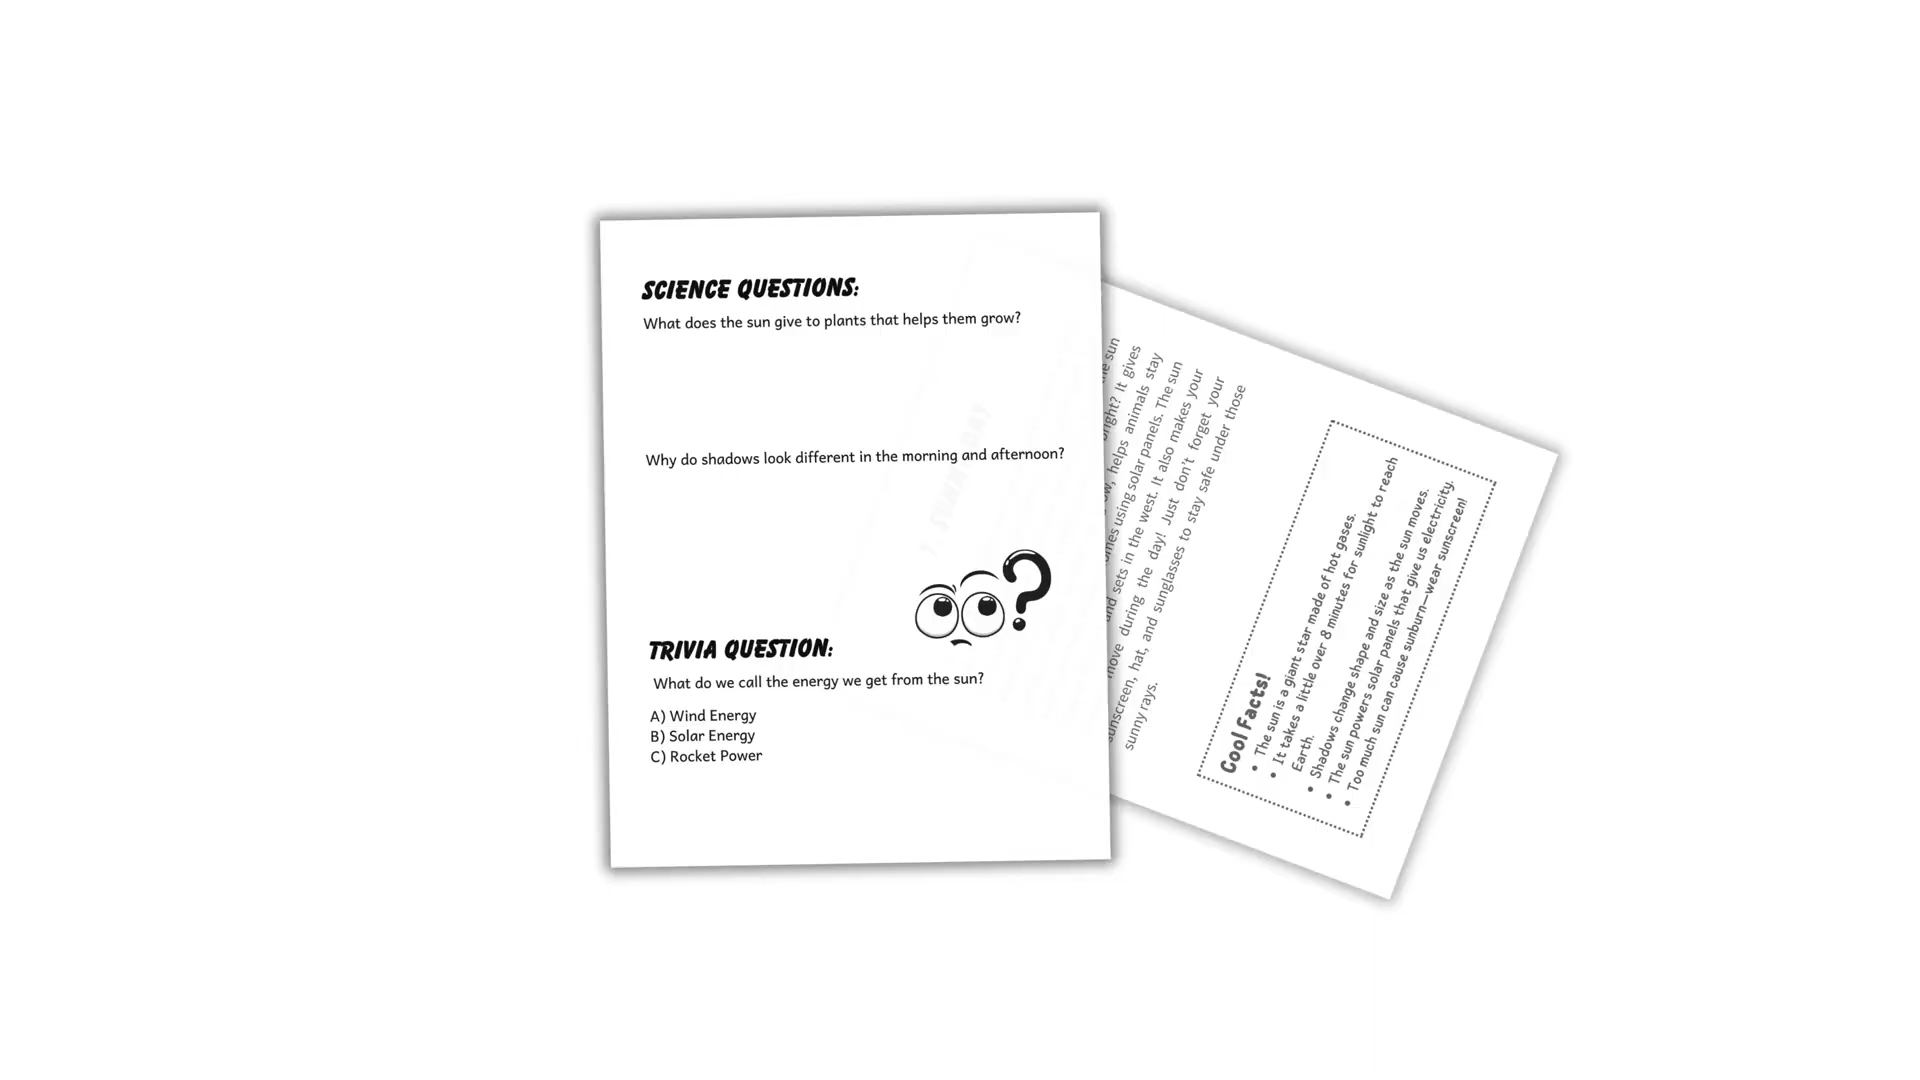 SCIENCE QUESTIONS:
What does the sun give to plants that helps them grow?
Why do shadows look different in the morning and afternoon?
TRIVIA QUESTION:
What do we call the energy we get from the sun?
A) Wind Energy
B) Solar Energy
C) Rocket Power
sun
It gives
helps animals stay
using solar panels. The sun
and sets in the west. It also makes your
move during the day! Just don't forget your
sunscreen, hat, and sunglasses to stay safe under those
sunny rays.
Cool Facts!
• The sun is a giant star made of hot gases.
• It takes a little over 8 minutes for sunlight to reach
Earth.
• Shadows change shape and size as the sun moves.
• The sun powers solar panels that give us electricity.
• Too much sun can cause sunburn—wear sunscreen!